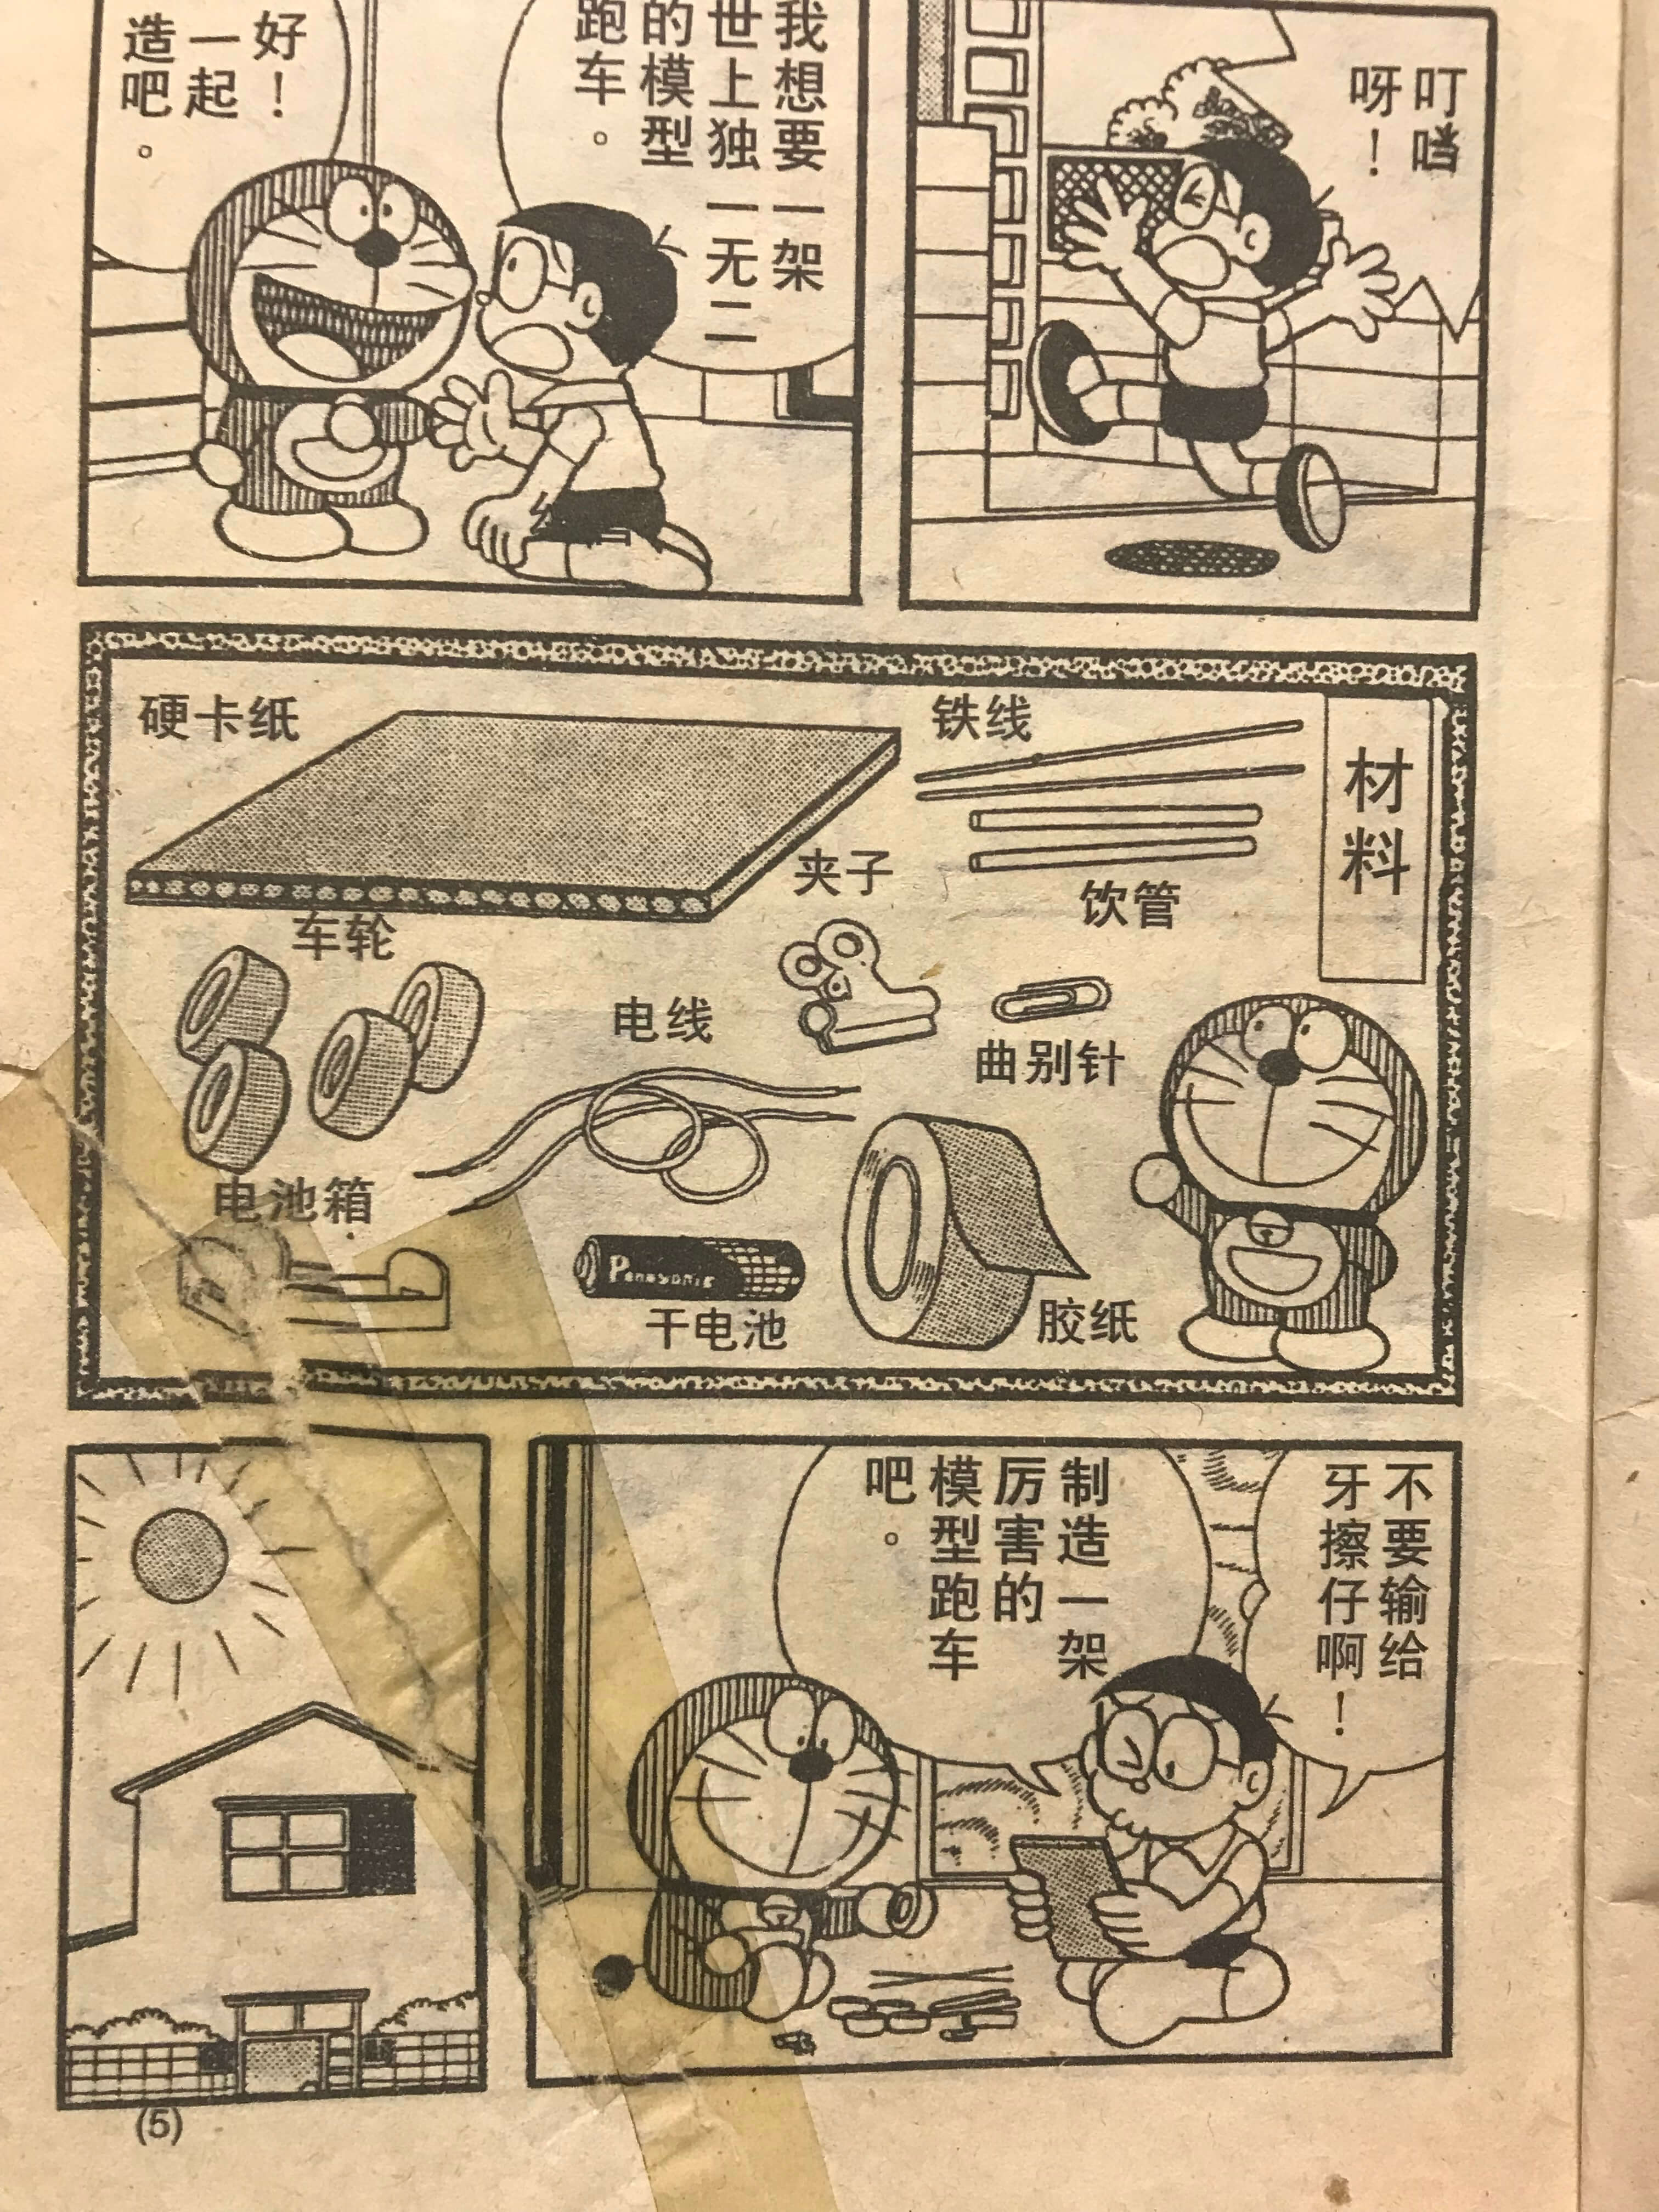 叮噹
呀！
我想要一架
世上独一无二
的模型
跑车。
好！
一起
造吧。
材料
铁线
饮管
硬卡纸
夹子
车轮
电线
曲别针
电池箱
Panasonic
干电池
胶纸
不要输给
牙擦仔啊！
制造一架
厉害的
模型跑车
吧。
(5)